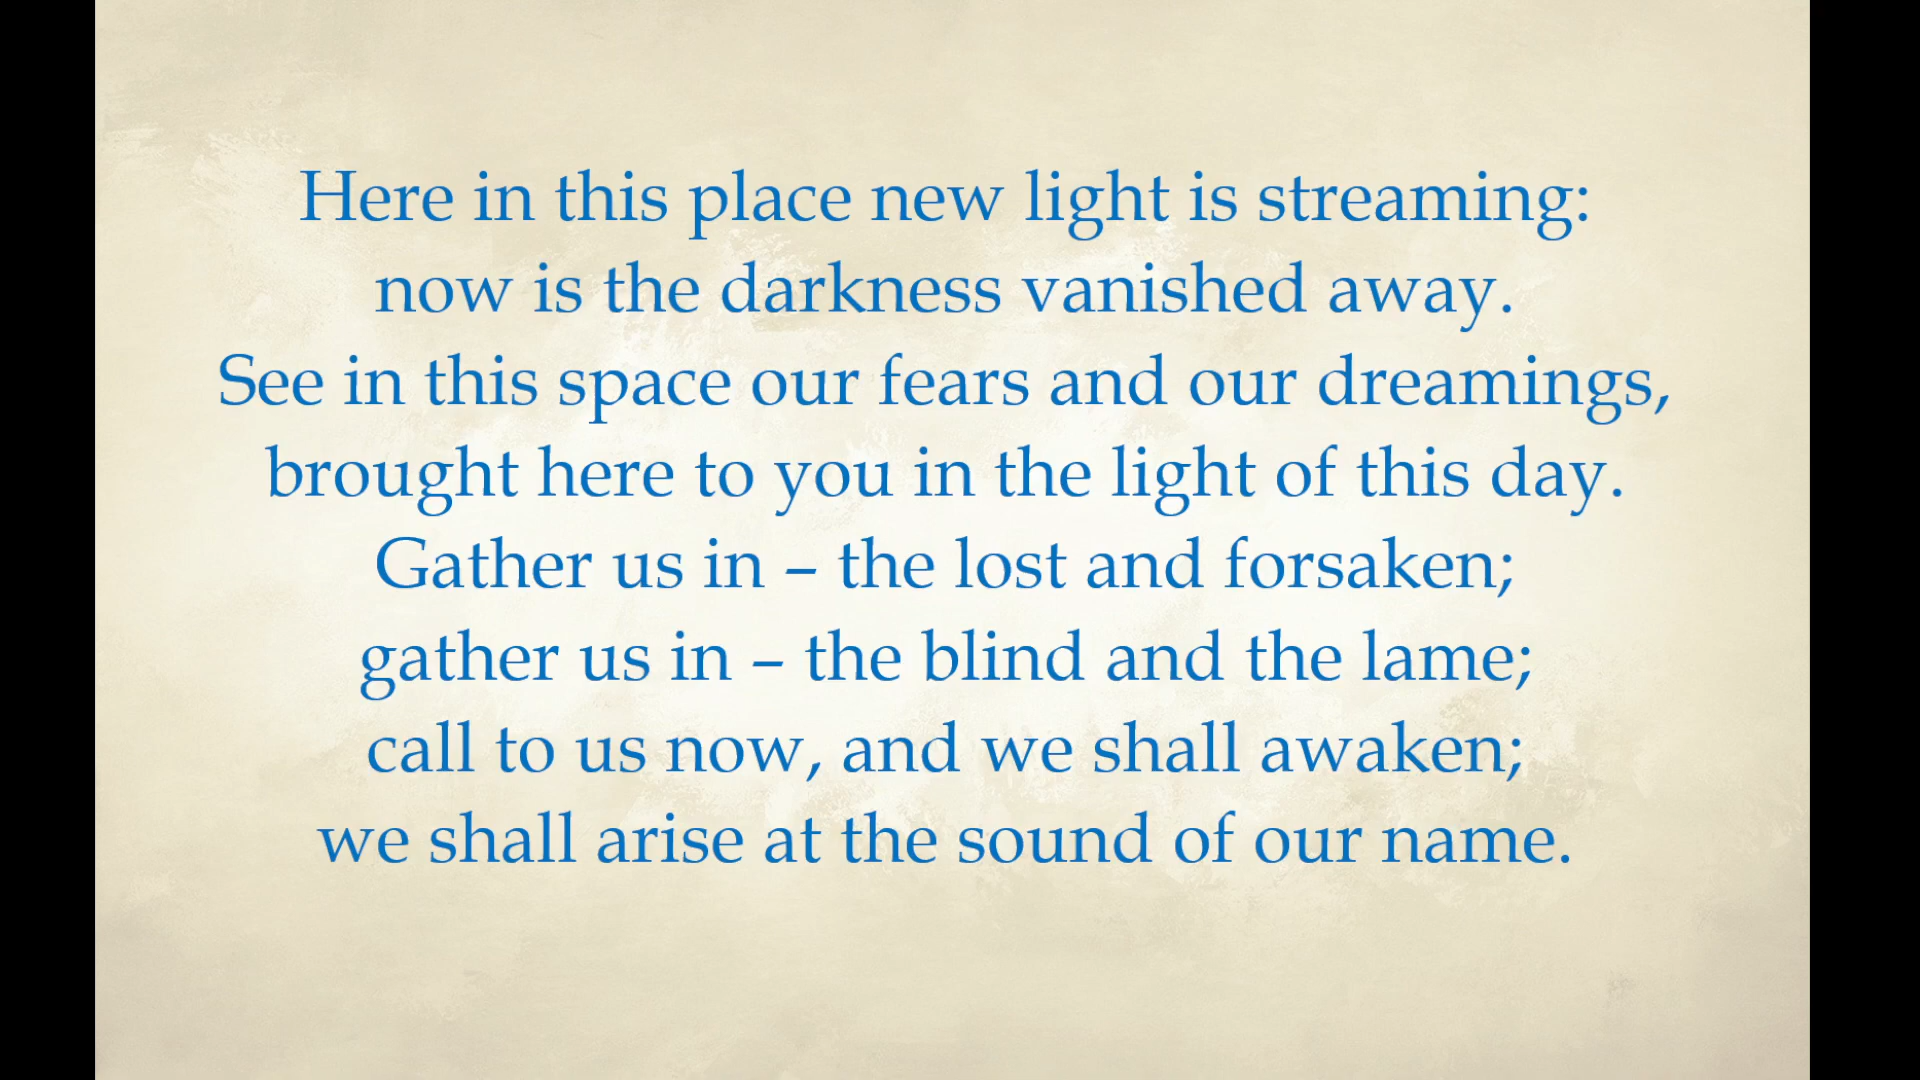 Here in this place new light is streaming:
now is the darkness vanished away.
See in this space our fears and our dreamings,
brought here to you in the light of this day.
Gather us in – the lost and forsaken;
gather us in – the blind and the lame;
call to us now, and we shall awaken;
we shall arise at the sound of our name.